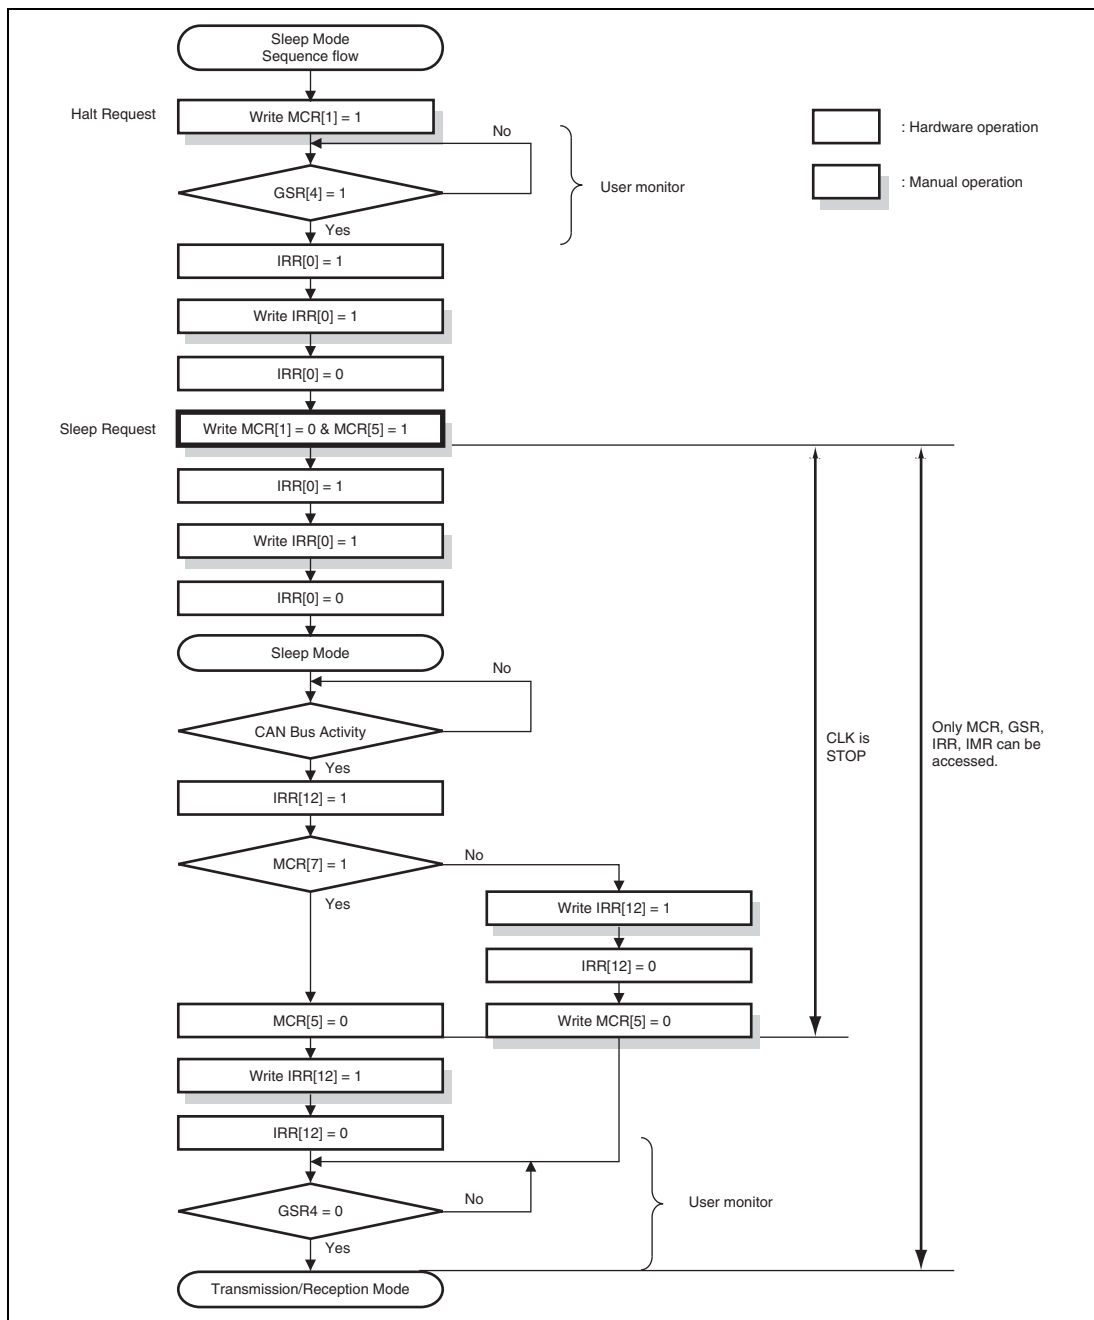 Sleep Mode
Sequence flow
Halt Request
Write MCR[1] = 1
: Hardware operation
No
GSR[4] = 1
User monitor
: Manual operation
Yes
IRR[0] = 1
Write IRR[0] = 1
IRR[0] = 0
Sleep Request
Write MCR[1] = 0 & MCR[5] = 1
IRR[0] = 1
Write IRR[0] = 1
IRR[0] = 0
Sleep Mode
No
CAN Bus Activity
CLK is
STOP
Only MCR, GSR,
IRR, IMR can be
accessed.
Yes
IRR[12] = 1
MCR[7] = 1
No
Yes
Write IRR[12] = 1
IRR[12] = 0
MCR[5] = 0
Write MCR[5] = 0
Write IRR[12] = 1
IRR[12] = 0
GSR4 = 0
No
User monitor
Yes
Transmission/Reception Mode